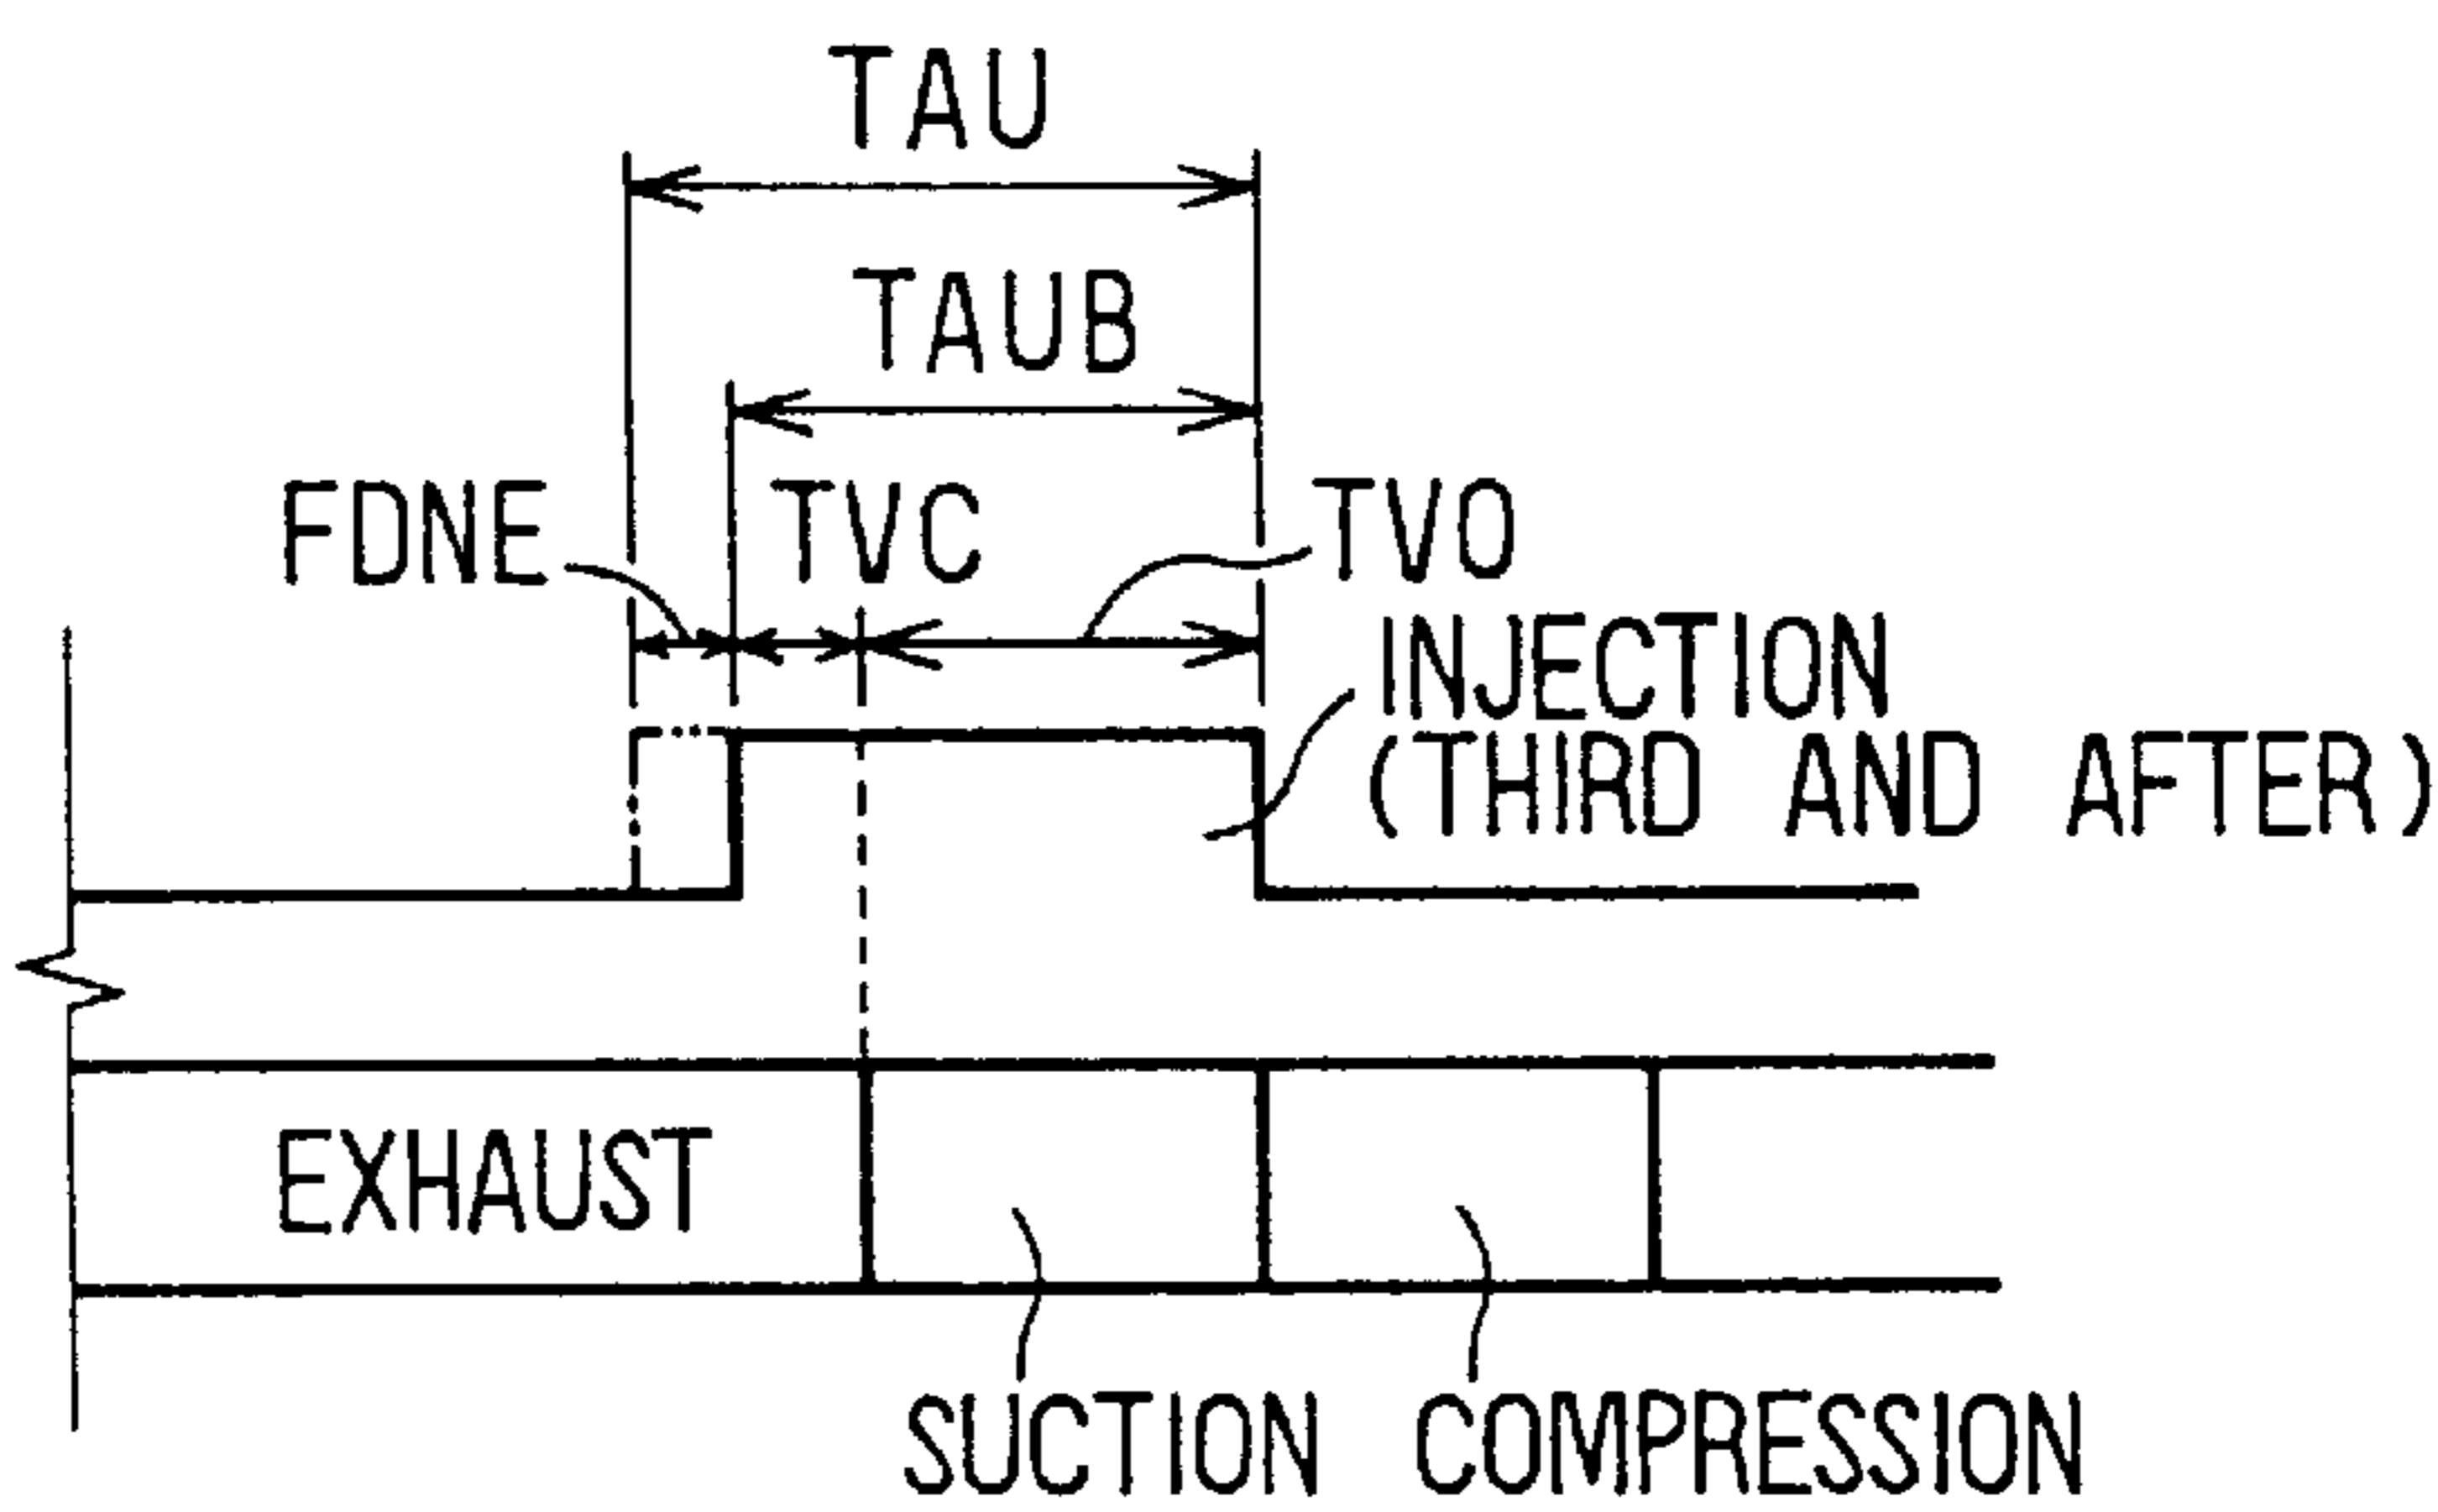 TAU
TAUB
FDNE TVC TVO
INJECTION
(THIRD AND AFTER)
EXHAUST
SUCTION COMPRESSION